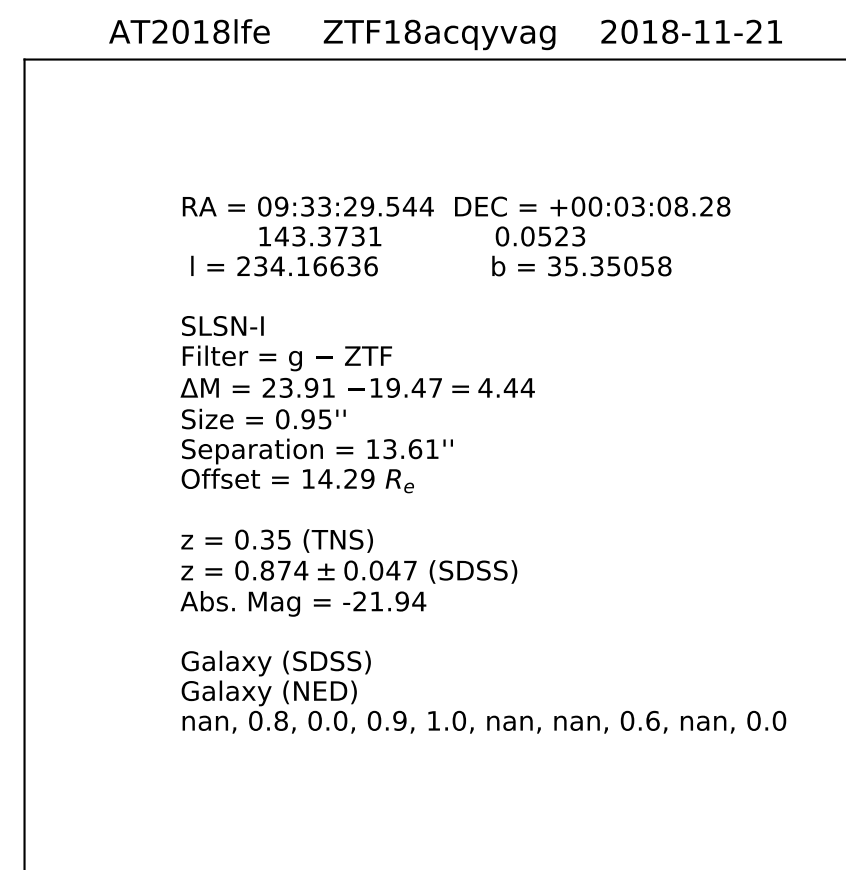 AT2018lfe ZTF18acqyvag 2018-11-21
RA = 09:33:29.544 DEC = +00:03:08.28
143.3731 0.0523
l = 234.16636 b = 35.35058
SLSN-I
Filter = g − ZTF
ΔM = 23.91 −19.47 = 4.44
Size = 0.95''
Separation = 13.61''
Offset = 14.29 Rₑ
z = 0.35 (TNS)
z = 0.874 ± 0.047 (SDSS)
Abs. Mag = -21.94
Galaxy (SDSS)
Galaxy (NED)
nan, 0.8, 0.0, 0.9, 1.0, nan, nan, 0.6, nan, 0.0